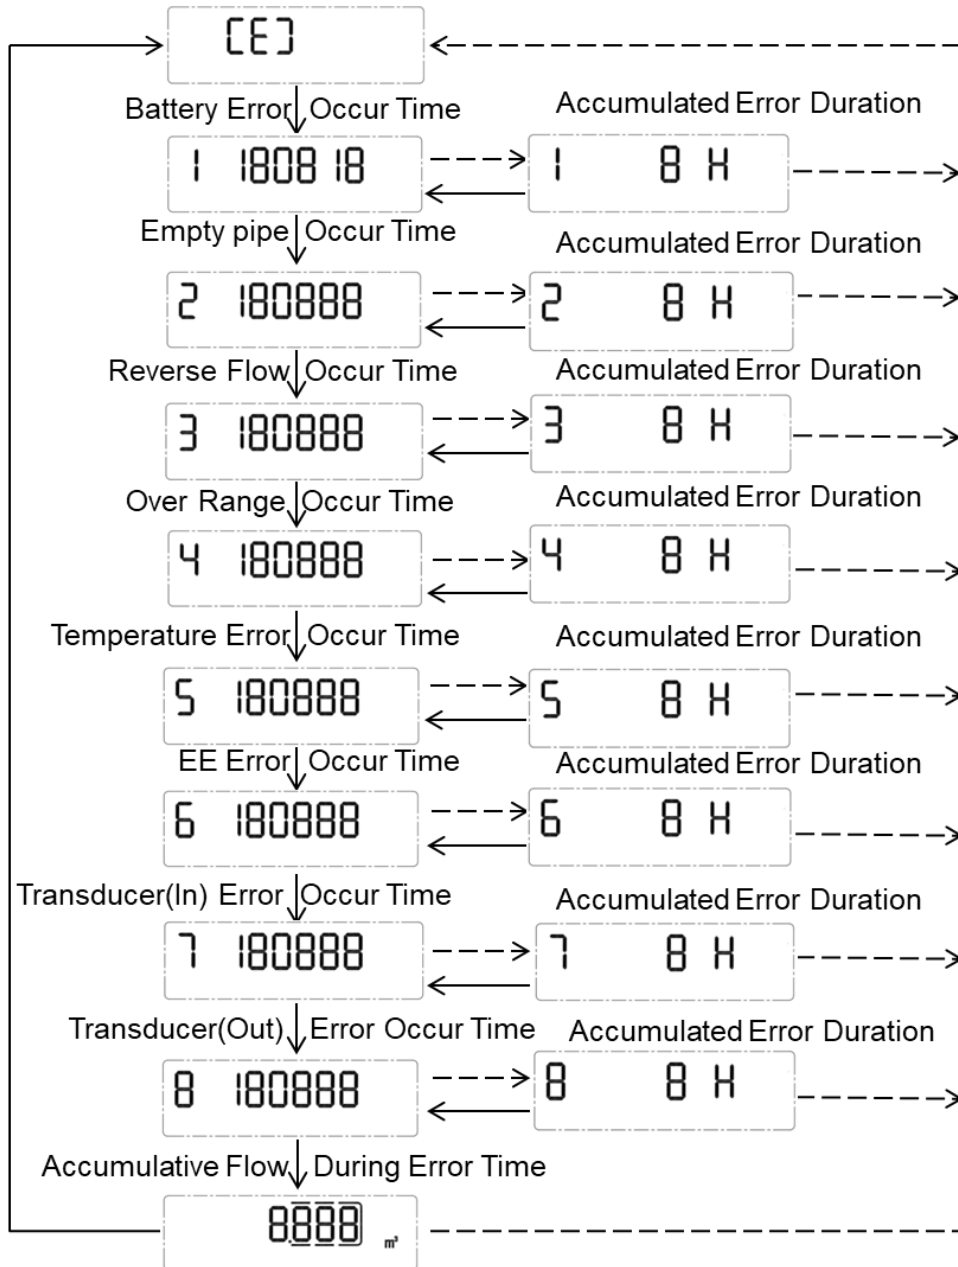 [E]
Battery Error Occur Time Accumulated Error Duration
1 180818 1 8 H
Empty pipe Occur Time Accumulated Error Duration
2 180888 2 8 H
Reverse Flow Occur Time Accumulated Error Duration
3 180888 3 8 H
Over Range Occur Time Accumulated Error Duration
4 180888 4 8 H
Temperature Error Occur Time Accumulated Error Duration
5 180888 5 8 H
EE Error Occur Time Accumulated Error Duration
6 180888 6 8 H
Transducer(In) Error Occur Time Accumulated Error Duration
7 180888 7 8 H
Transducer(Out) Error Occur Time Accumulated Error Duration
8 180888 8 8 H
Accumulative Flow During Error Time
8.888 m³